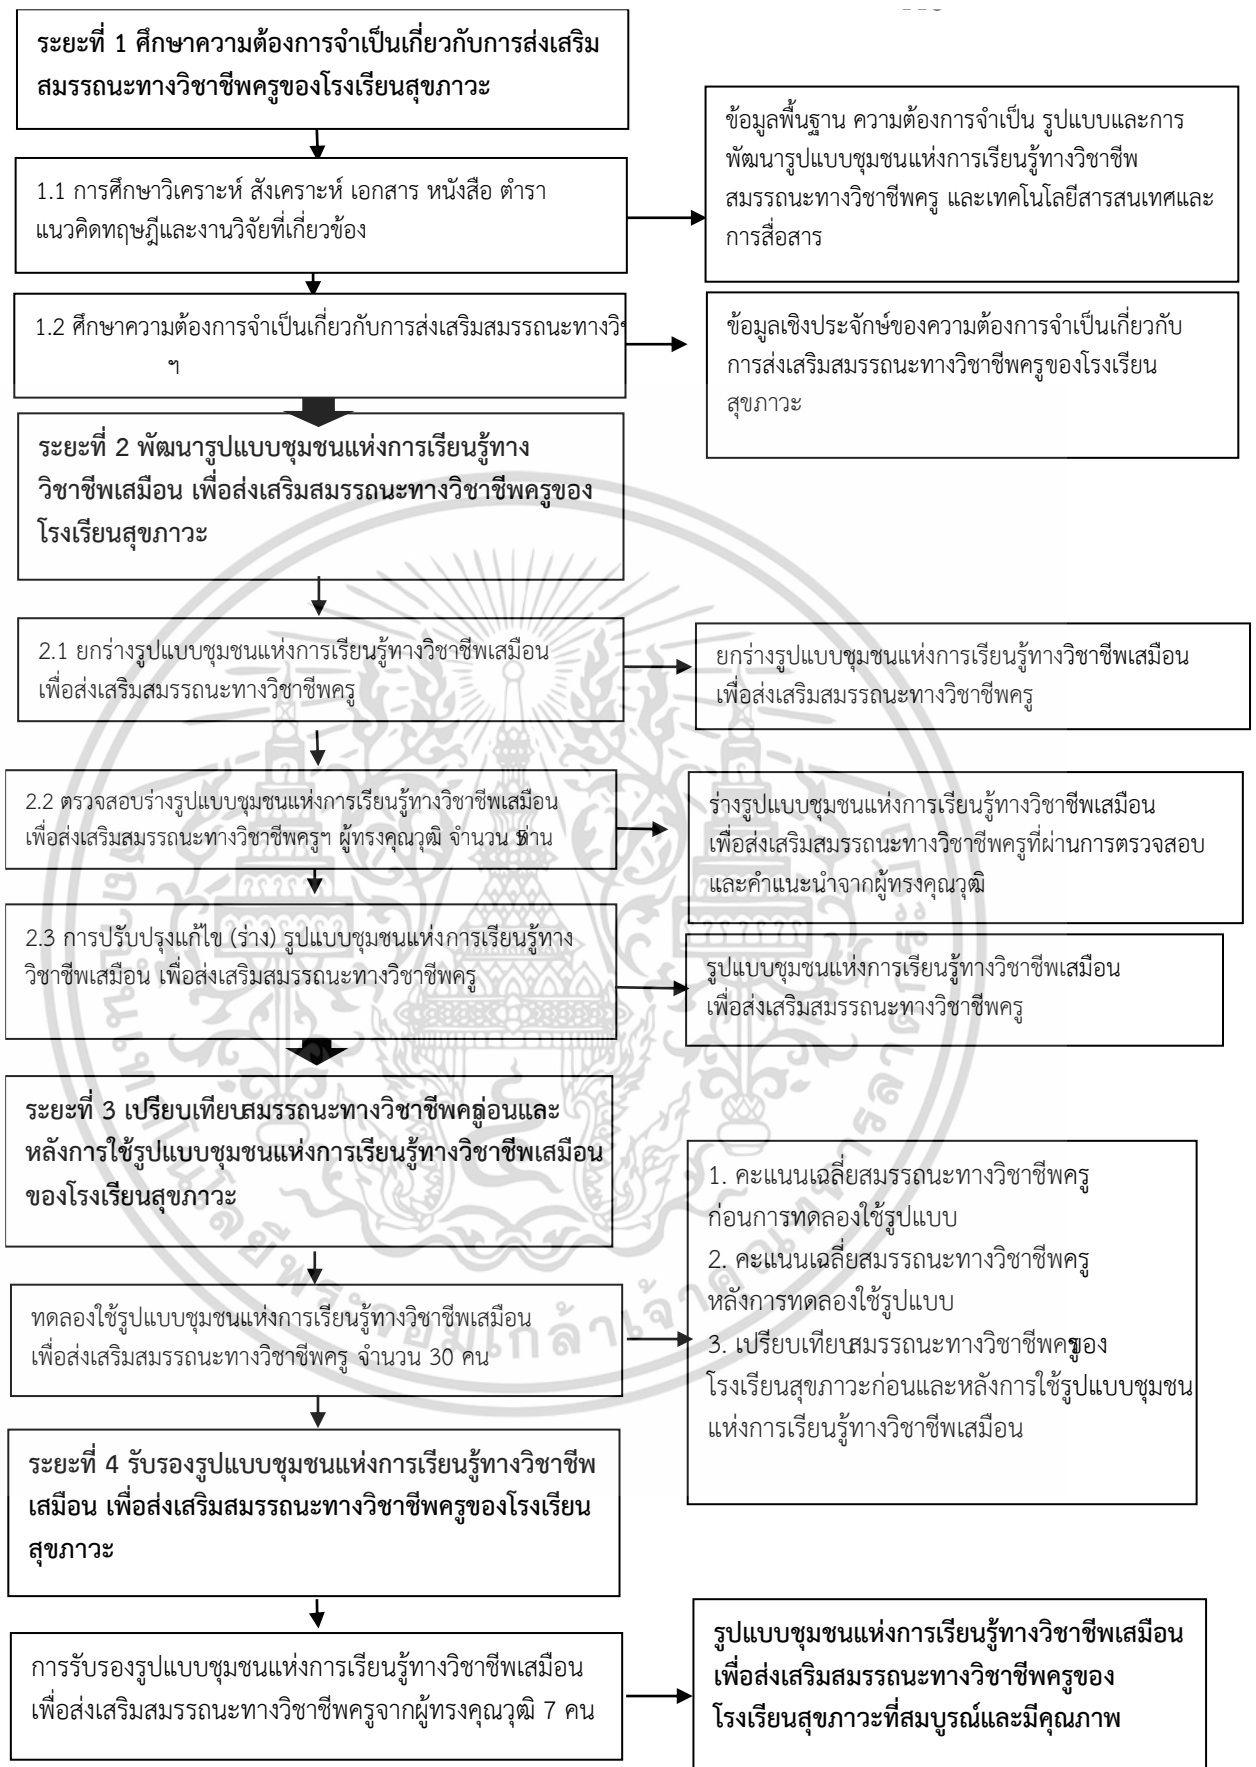 ระยะที่ 1 ศึกษาความต้องการจำเป็นเกี่ยวกับการส่งเสริม
สมรรถนะทางวิชาชีพครูของโรงเรียนสุขภาวะ
ข้อมูลพื้นฐาน ความต้องการจำเป็น รูปแบบและการ
พัฒนารูปแบบชุมชนแห่งการเรียนรู้ทางวิชาชีพ
สมรรถนะทางวิชาชีพครู และเทคโนโลยีสารสนเทศและ
การสื่อสาร
1.1 การศึกษาวิเคราะห์ สังเคราะห์ เอกสาร หนังสือ ตำรา
แนวคิดทฤษฎีและงานวิจัยที่เกี่ยวข้อง
1.2 ศึกษาความต้องการจำเป็นเกี่ยวกับการส่งเสริมสมรรถนะทางวิ
ฯ
ข้อมูลเชิงประจักษ์ของความต้องการจำเป็นเกี่ยวกับ
การส่งเสริมสมรรถนะทางวิชาชีพครูของโรงเรียน
สุขภาวะ
ระยะที่ 2 พัฒนารูปแบบชุมชนแห่งการเรียนรู้ทาง
วิชาชีพเสมือน เพื่อส่งเสริมสมรรถนะทางวิชาชีพครูของ
โรงเรียนสุขภาวะ
2.1 ยกร่างรูปแบบชุมชนแห่งการเรียนรู้ทางวิชาชีพเสมือน
เพื่อส่งเสริมสมรรถนะทางวิชาชีพครู
ยกร่างรูปแบบชุมชนแห่งการเรียนรู้ทางวิชาชีพเสมือน
เพื่อส่งเสริมสมรรถนะทางวิชาชีพครู
2.2 ตรวจสอบร่างรูปแบบชุมชนแห่งการเรียนรู้ทางวิชาชีพเสมือน
เพื่อส่งเสริมสมรรถนะทางวิชาชีพครูฯ ผู้ทรงคุณวุฒิ จำนวน ท่าน
ร่างรูปแบบชุมชนแห่งการเรียนรู้ทางวิชาชีพเสมือน
เพื่อส่งเสริมสมรรถนะทางวิชาชีพครูที่ผ่านการตรวจสอบ
และคำแนะนำจากผู้ทรงคุณวุฒิ
2.3 การปรับปรุงแก้ไข (ร่าง) รูปแบบชุมชนแห่งการเรียนรู้ทาง
วิชาชีพเสมือน เพื่อส่งเสริมสมรรถนะทางวิชาชีพครู
รูปแบบชุมชนแห่งการเรียนรู้ทางวิชาชีพเสมือน
เพื่อส่งเสริมสมรรถนะทางวิชาชีพครู
ระยะที่ 3 เปรียบเทียบสมรรถนะทางวิชาชีพครูก่อนและ
หลังการใช้รูปแบบชุมชนแห่งการเรียนรู้ทางวิชาชีพเสมือน
ของโรงเรียนสุขภาวะ
ทดลองใช้รูปแบบชุมชนแห่งการเรียนรู้ทางวิชาชีพเสมือน
เพื่อส่งเสริมสมรรถนะทางวิชาชีพครู จำนวน 30 คน
1. คะแนนเฉลี่ยสมรรถนะทางวิชาชีพครู
ก่อนการทดลองใช้รูปแบบ
2. คะแนนเฉลี่ยสมรรถนะทางวิชาชีพครู
หลังการทดลองใช้รูปแบบ
3. เปรียบเทียบสมรรถนะทางวิชาชีพครูของ
โรงเรียนสุขภาวะก่อนและหลังการใช้รูปแบบชุมชน
แห่งการเรียนรู้ทางวิชาชีพเสมือน
ระยะที่ 4 รับรองรูปแบบชุมชนแห่งการเรียนรู้ทางวิชาชีพ
เสมือน เพื่อส่งเสริมสมรรถนะทางวิชาชีพครูของโรงเรียน
สุขภาวะ
การรับรองรูปแบบชุมชนแห่งการเรียนรู้ทางวิชาชีพเสมือน
เพื่อส่งเสริมสมรรถนะทางวิชาชีพครูจากผู้ทรงคุณวุฒิ 7 คน
รูปแบบชุมชนแห่งการเรียนรู้ทางวิชาชีพเสมือน
เพื่อส่งเสริมสมรรถนะทางวิชาชีพครูของ
โรงเรียนสุขภาวะที่สมบูรณ์และมีคุณภาพ